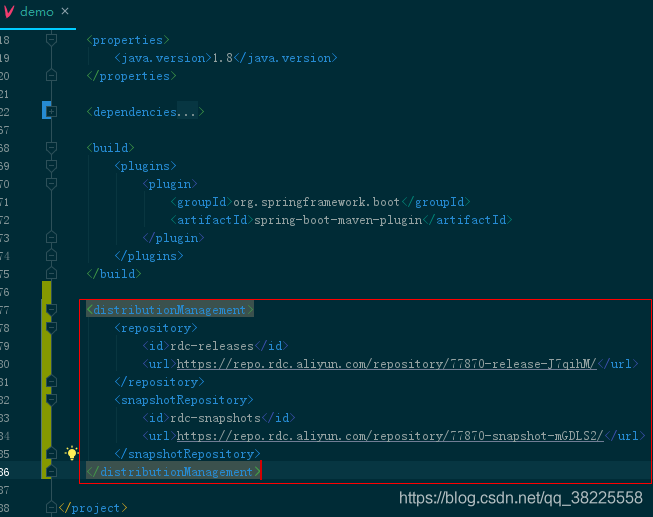 demo ×
18 <properties>
19 <java.version>1.8</java.version>
20 </properties>
21
22 <dependencies...>
67
68 <build>
69 <plugins>
70 <plugin>
71 <groupId>org.springframework.boot</groupId>
72 <artifactId>spring-boot-maven-plugin</artifactId>
73 </plugin>
74 </plugins>
75 </build>
76
77 <distributionManagement>
78 <repository>
79 <id>rdc-releases</id>
80 <url>https://repo.rdc.aliyun.com/repository/77870-release-J7qihM/</url>
81 </repository>
82 <snapshotRepository>
83 <id>rdc-snapshots</id>
84 <url>https://repo.rdc.aliyun.com/repository/77870-snapshot-mGDLS2/</url>
85 </snapshotRepository>
86 </distributionManagement>
87
88 </project>
https://blog.csdn.net/qq_38225558